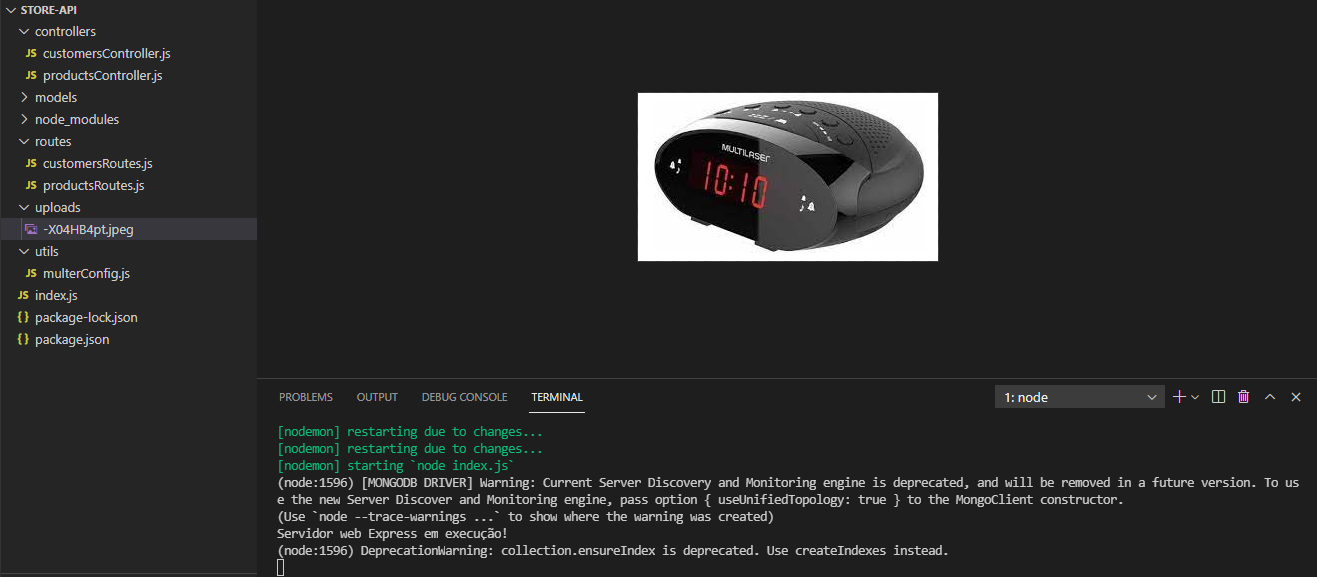 STORE-API
controllers
JS customersController.js
JS productsController.js
models
node_modules
routes
JS customersRoutes.js
JS productsRoutes.js
uploads
-X04HB4pt.jpeg
utils
JS multerConfig.js
JS index.js
{} package-lock.json
{} package.json
MULTILASER
10:10
PROBLEMS OUTPUT DEBUG CONSOLE TERMINAL
1: node
[nodemon] restarting due to changes...
[nodemon] restarting due to changes...
[nodemon] starting `node index.js`
(node:1596) [MONGODB DRIVER] Warning: Current Server Discovery and Monitoring engine is deprecated, and will be removed in a future version. To us
e the new Server Discover and Monitoring engine, pass option { useUnifiedTopology: true } to the MongoClient constructor.
(Use `node --trace-warnings ...` to show where the warning was created)
Servidor web Express em execução!
(node:1596) DeprecationWarning: collection.ensureIndex is deprecated. Use createIndexes instead.